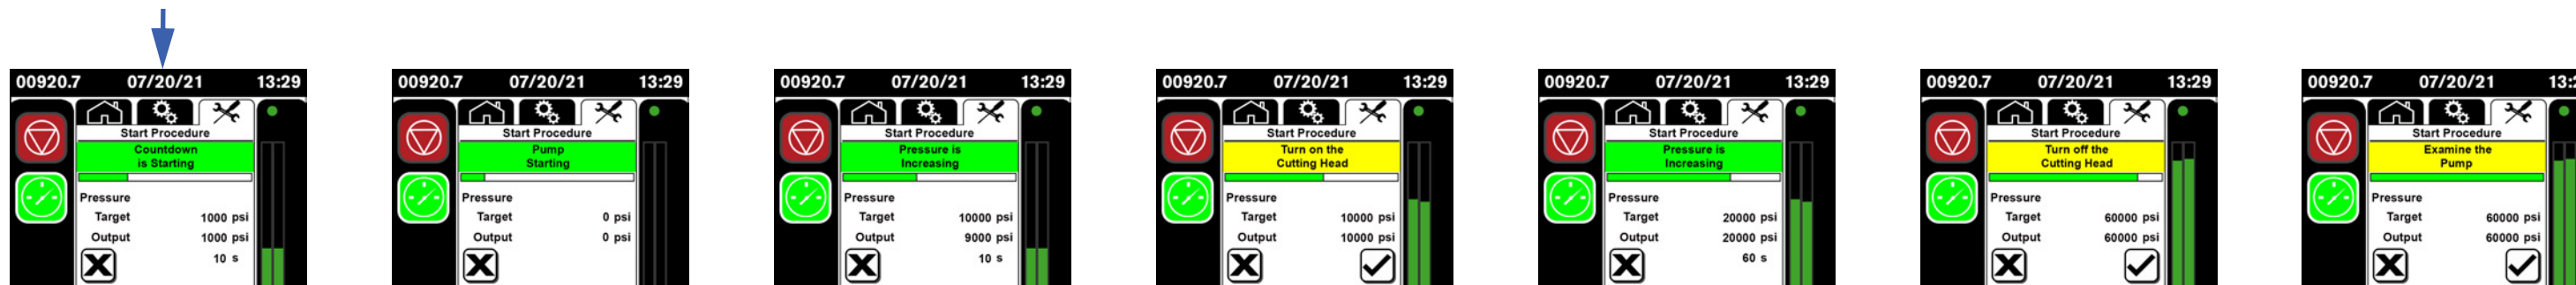 00920.7 07/20/21 13:29
Start Procedure
Countdown
is Starting
Pressure
Target 1000 psi
Output 1000 psi
10 s
00920.7 07/20/21 13:29
Start Procedure
Pump
Starting
Pressure
Target 0 psi
Output 0 psi
00920.7 07/20/21 13:29
Start Procedure
Pressure is
Increasing
Pressure
Target 10000 psi
Output 9000 psi
10 s
00920.7 07/20/21 13:29
Start Procedure
Turn on the
Cutting Head
Pressure
Target 10000 psi
Output 10000 psi
00920.7 07/20/21 13:29
Start Procedure
Pressure is
Increasing
Pressure
Target 20000 psi
Output 20000 psi
60 s
00920.7 07/20/21 13:29
Start Procedure
Turn off the
Cutting Head
Pressure
Target 60000 psi
Output 60000 psi
00920.7 07/20/21
Start Procedure
Examine the
Pump
Pressure
Target 60000 psi
Output 60000 psi